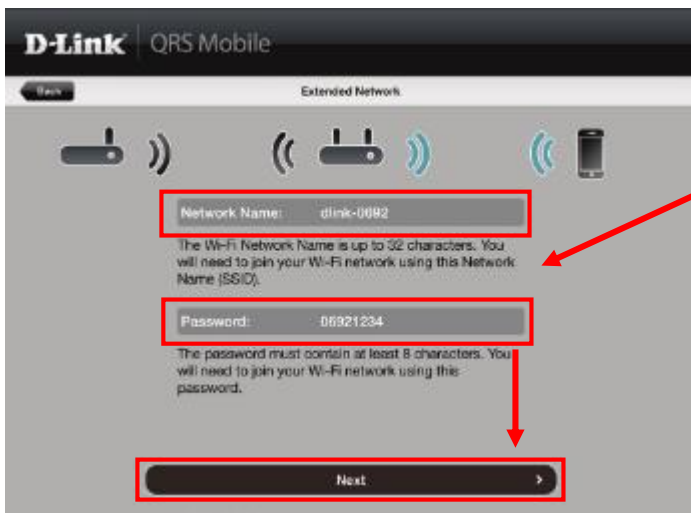 D-Link QRS Mobile
Back
Extended Network
Network Name: dlink-0692
The Wi-Fi Network Name is up to 32 characters. You
will need to join your Wi-Fi network using this Network
Name (SSID).
Password: 06921234
The password must contain at least 8 characters. You
will need to join your Wi-Fi network using this
password.
Next